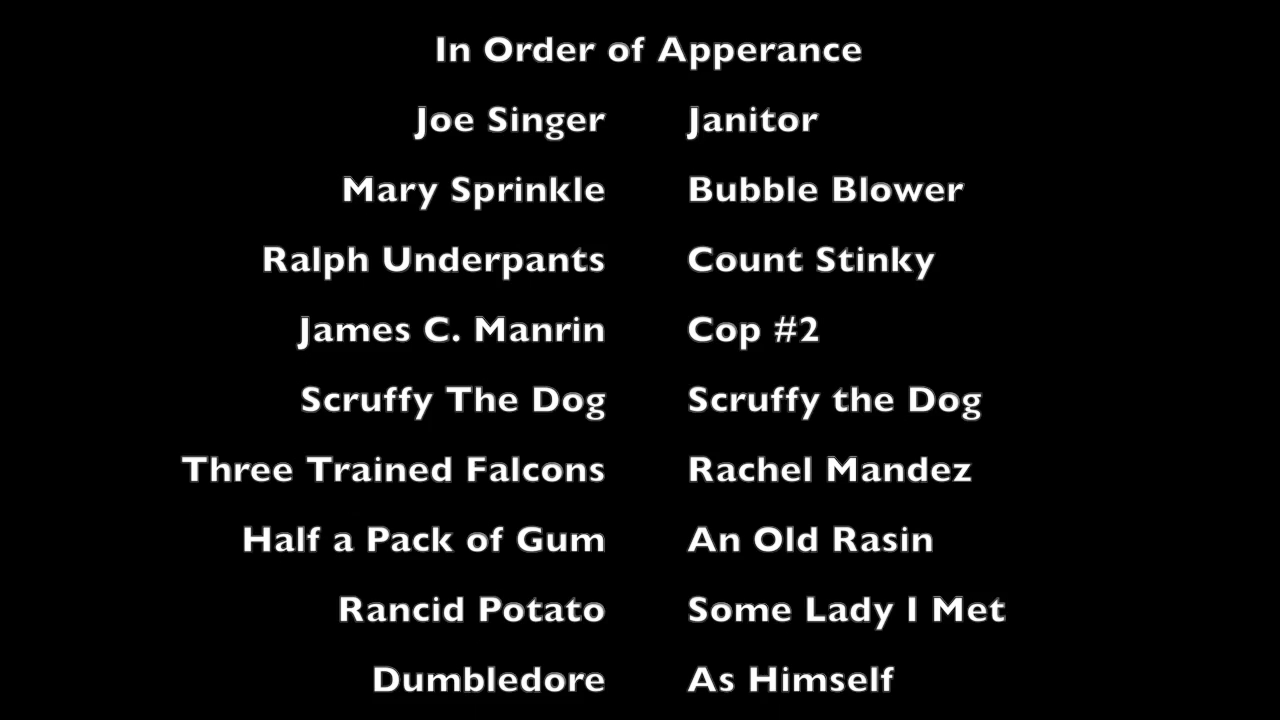 In Order of Apperance
Joe Singer Janitor
Mary Sprinkle Bubble Blower
Ralph Underpants Count Stinky
James C. Manrin Cop #2
Scruffy The Dog Scruffy the Dog
Three Trained Falcons Rachel Mandez
Half a Pack of Gum An Old Rasin
Rancid Potato Some Lady I Met
Dumbledore As Himself